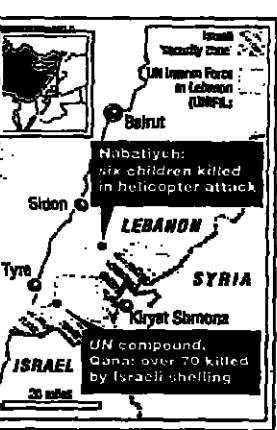 Israeli
'security zone'
UN Interim Force
in Lebanon
(UNIFIL)
Beirut
Nabatiyeh:
six children killed
in helicopter attack
Sidon
LEBANON
SYRIA
Tyre
Kiryat Shmona
UN compound,
Qana: over 70 killed
by Israeli shelling
ISRAEL
20 miles